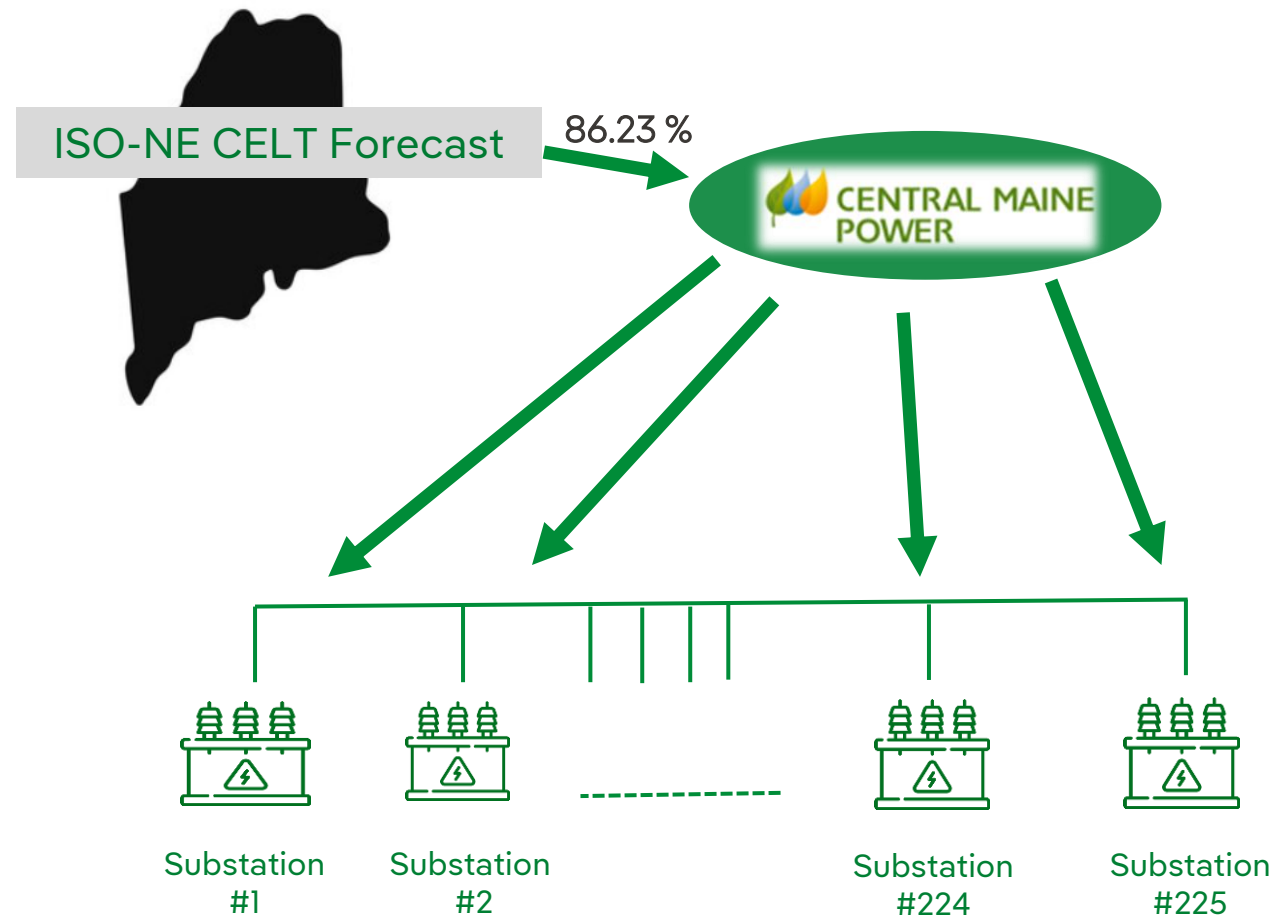 ISO-NE CELT Forecast
86.23 %
CENTRAL MAINE
POWER
Substation
#1
Substation
#2
Substation
#224
Substation
#225